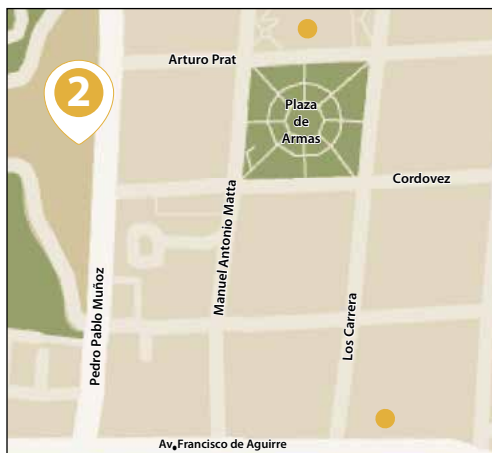 Arturo Prat
2
Plaza
de
Armas
Cordovez
Manuel Antonio Matta
Pedro Pablo Muñoz
Los Carrera
Av.Francisco de Aguirre